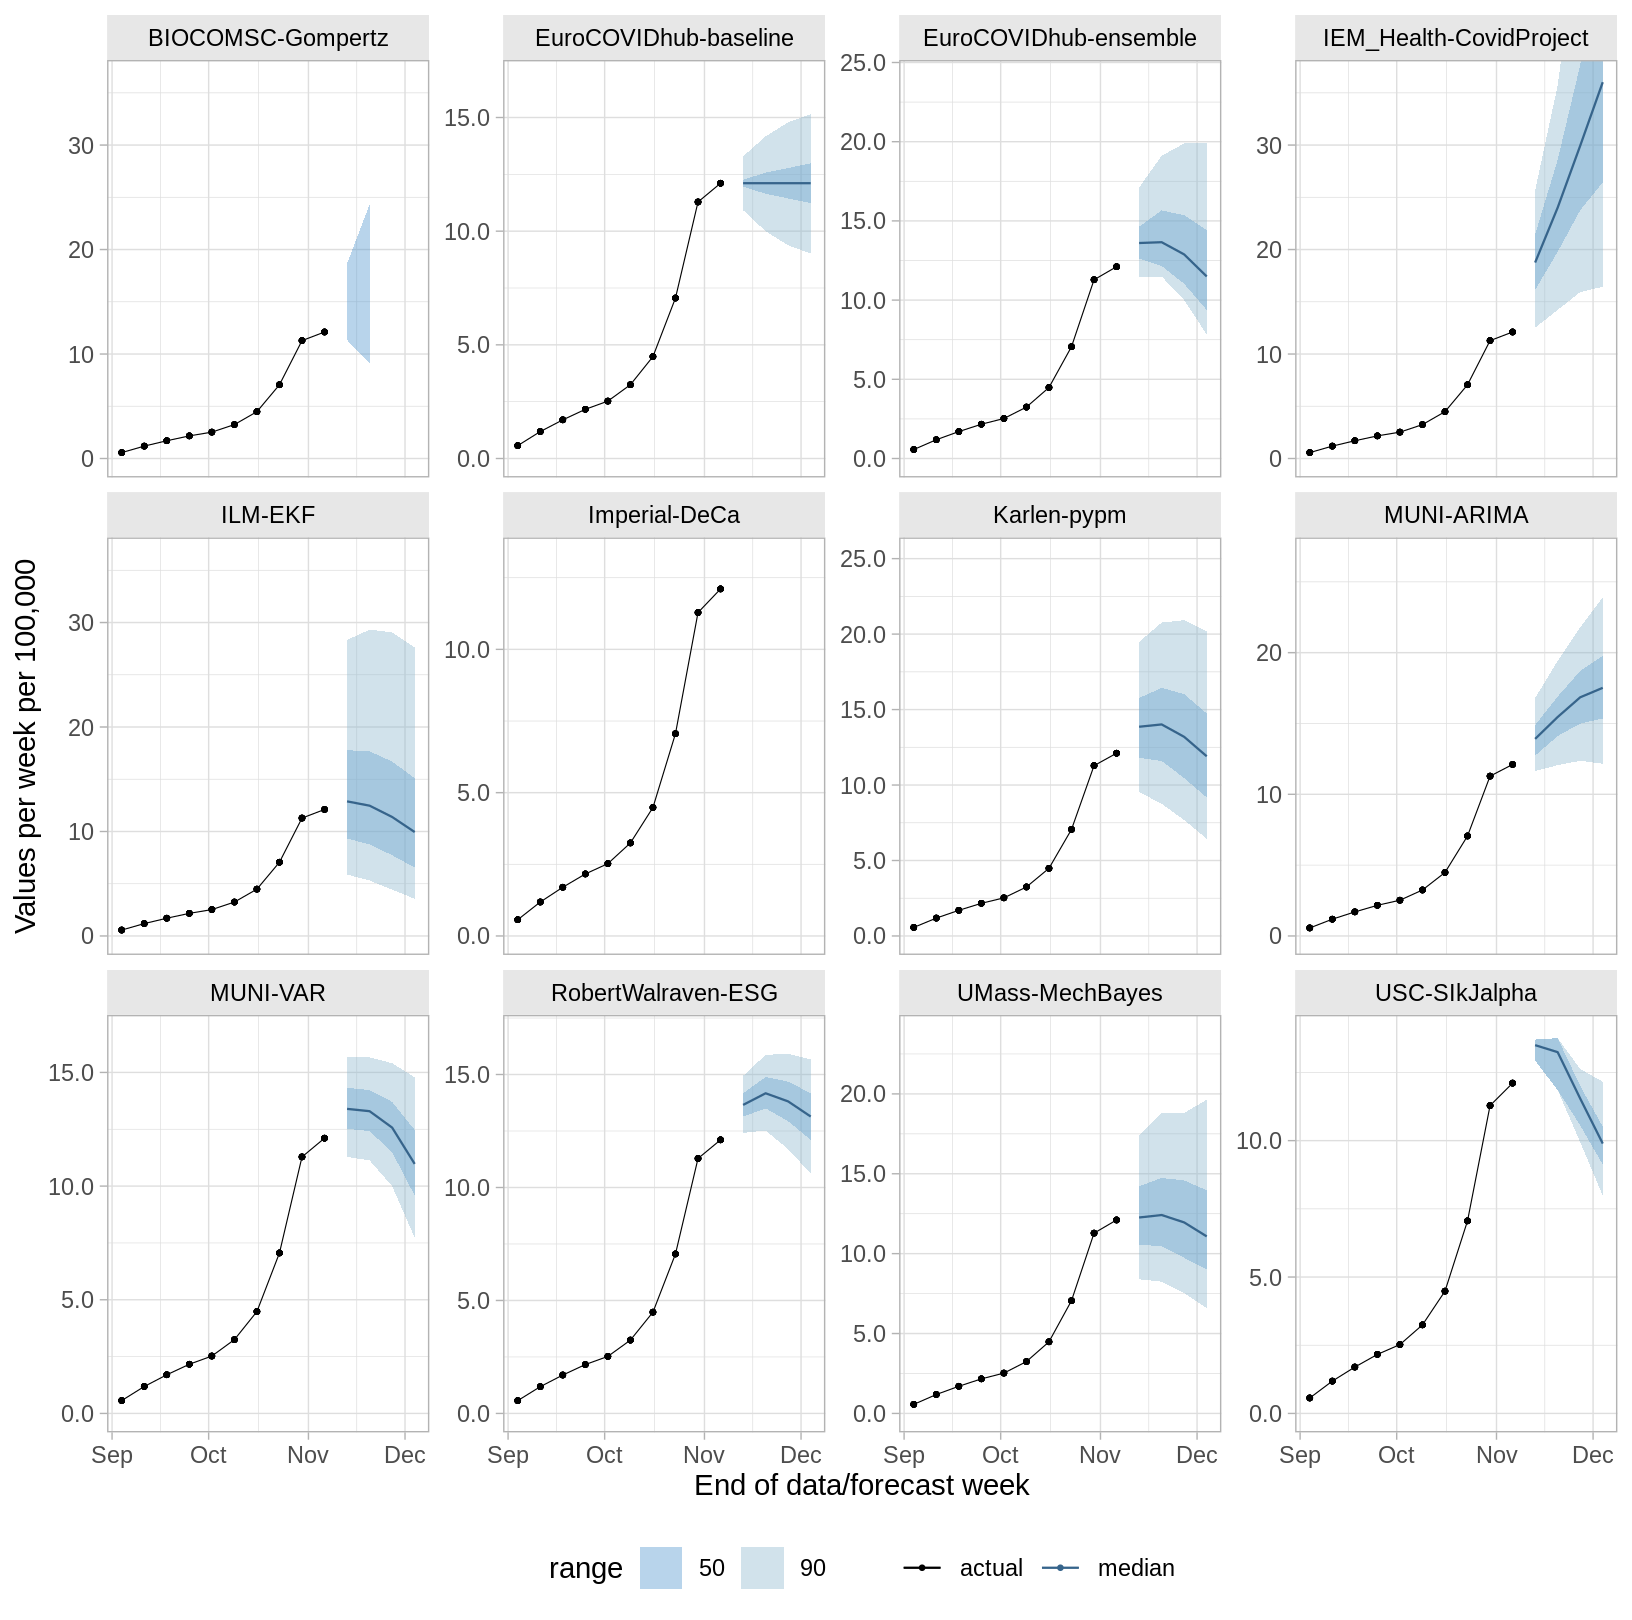 BIOCOMSC-Gompertz EuroCOVIDhub-baseline EuroCOVIDhub-ensemble IEM_Health-CovidProject
30 20 10 0
15.0 10.0 5.0 0.0
25.0 20.0 15.0 10.0 5.0 0.0
30 20 10 0
ILM-EKF Imperial-DeCa Karlen-pypm MUNI-ARIMA
30 20 10 0
10.0 5.0 0.0
25.0 20.0 15.0 10.0 5.0 0.0
20 10 0
Values per week per 100,000
MUNI-VAR RobertWalraven-ESG UMass-MechBayes USC-SIkJalpha
15.0 10.0 5.0 0.0
15.0 10.0 5.0 0.0
20.0 15.0 10.0 5.0 0.0
10.0 5.0 0.0
Sep Oct Nov Dec Sep Oct Nov Dec Sep Oct Nov Dec Sep Oct Nov Dec
End of data/forecast week
range 50 90 actual median